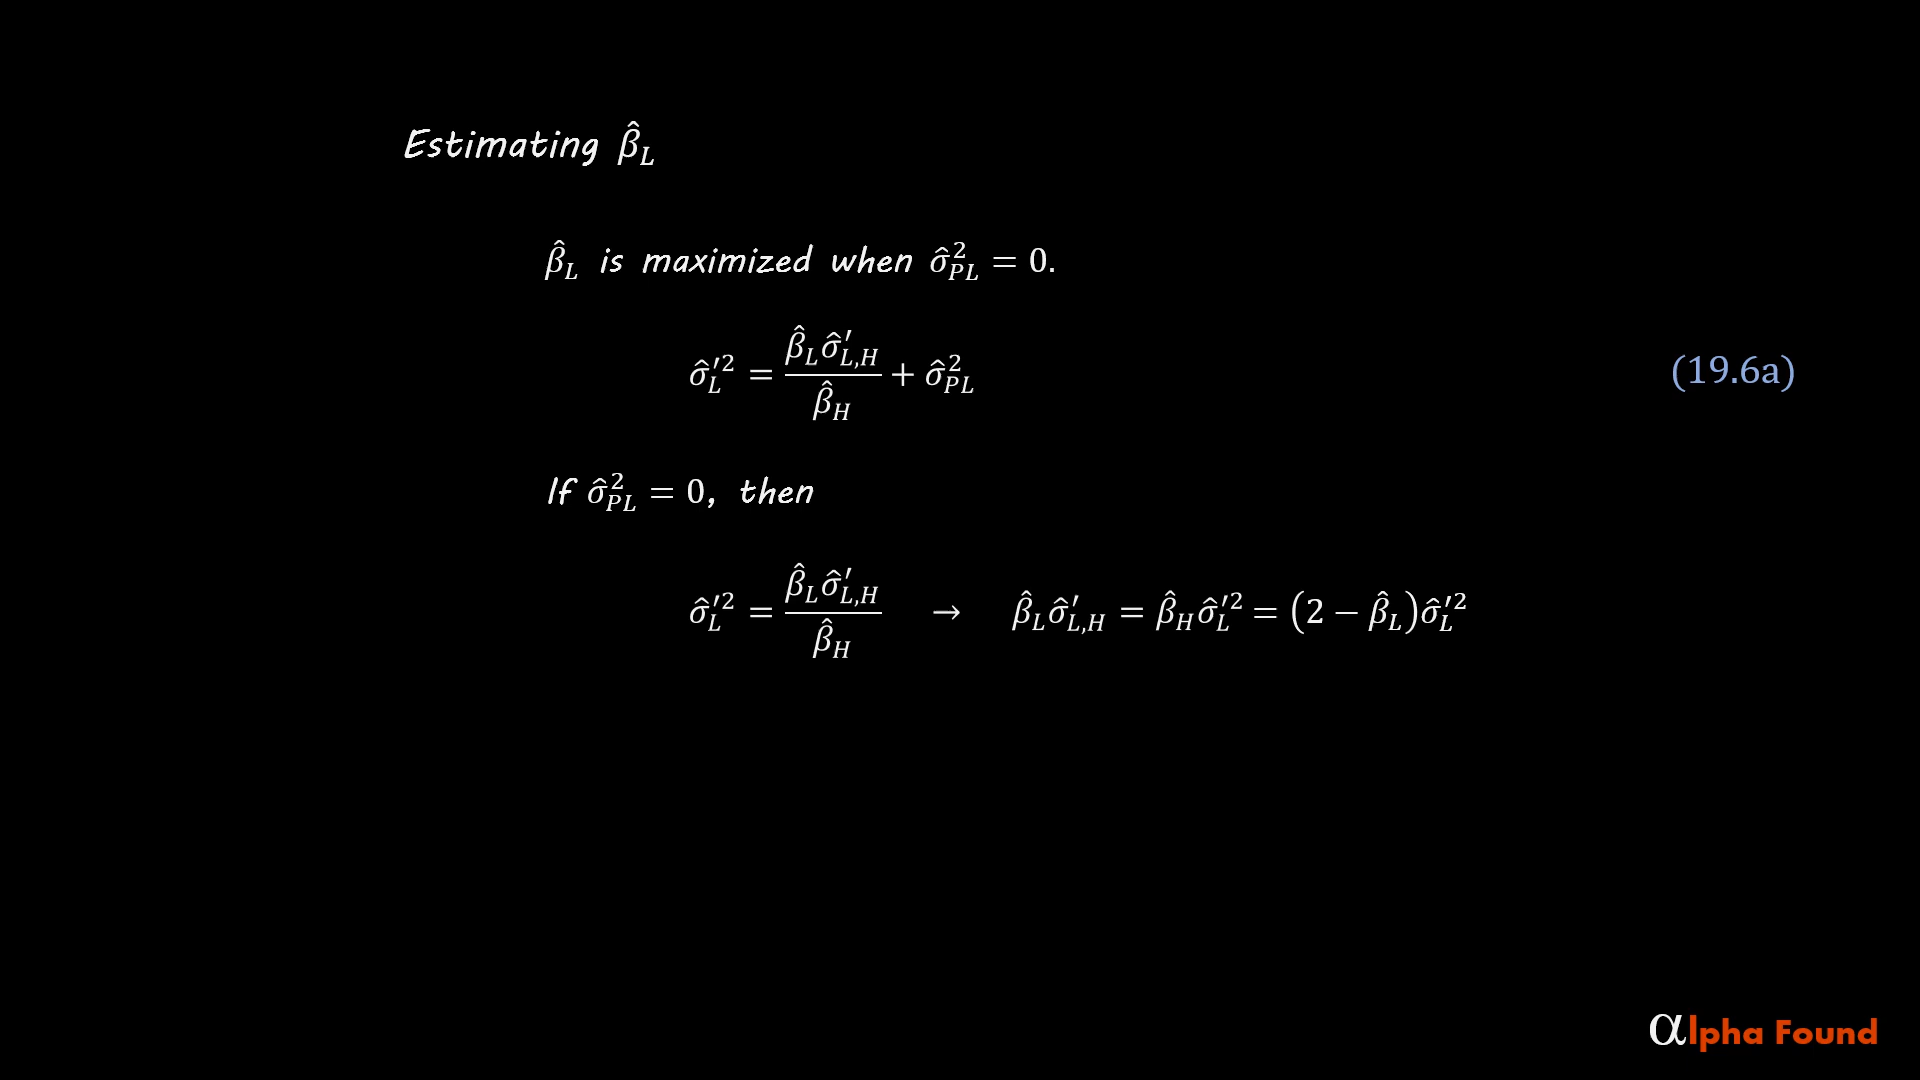 Estimating β̂_L
β̂_L is maximized when σ̂²_PL = 0.
σ̂′²_L = β̂_L σ̂′_L,H / β̂_H + σ̂²_PL (19.6a)
If σ̂²_PL = 0, then
σ̂′²_L = β̂_L σ̂′_L,H / β̂_H → β̂_L σ̂′_L,H = β̂_H σ̂′²_L = (2 − β̂_L)σ̂′²_L
αlpha Found